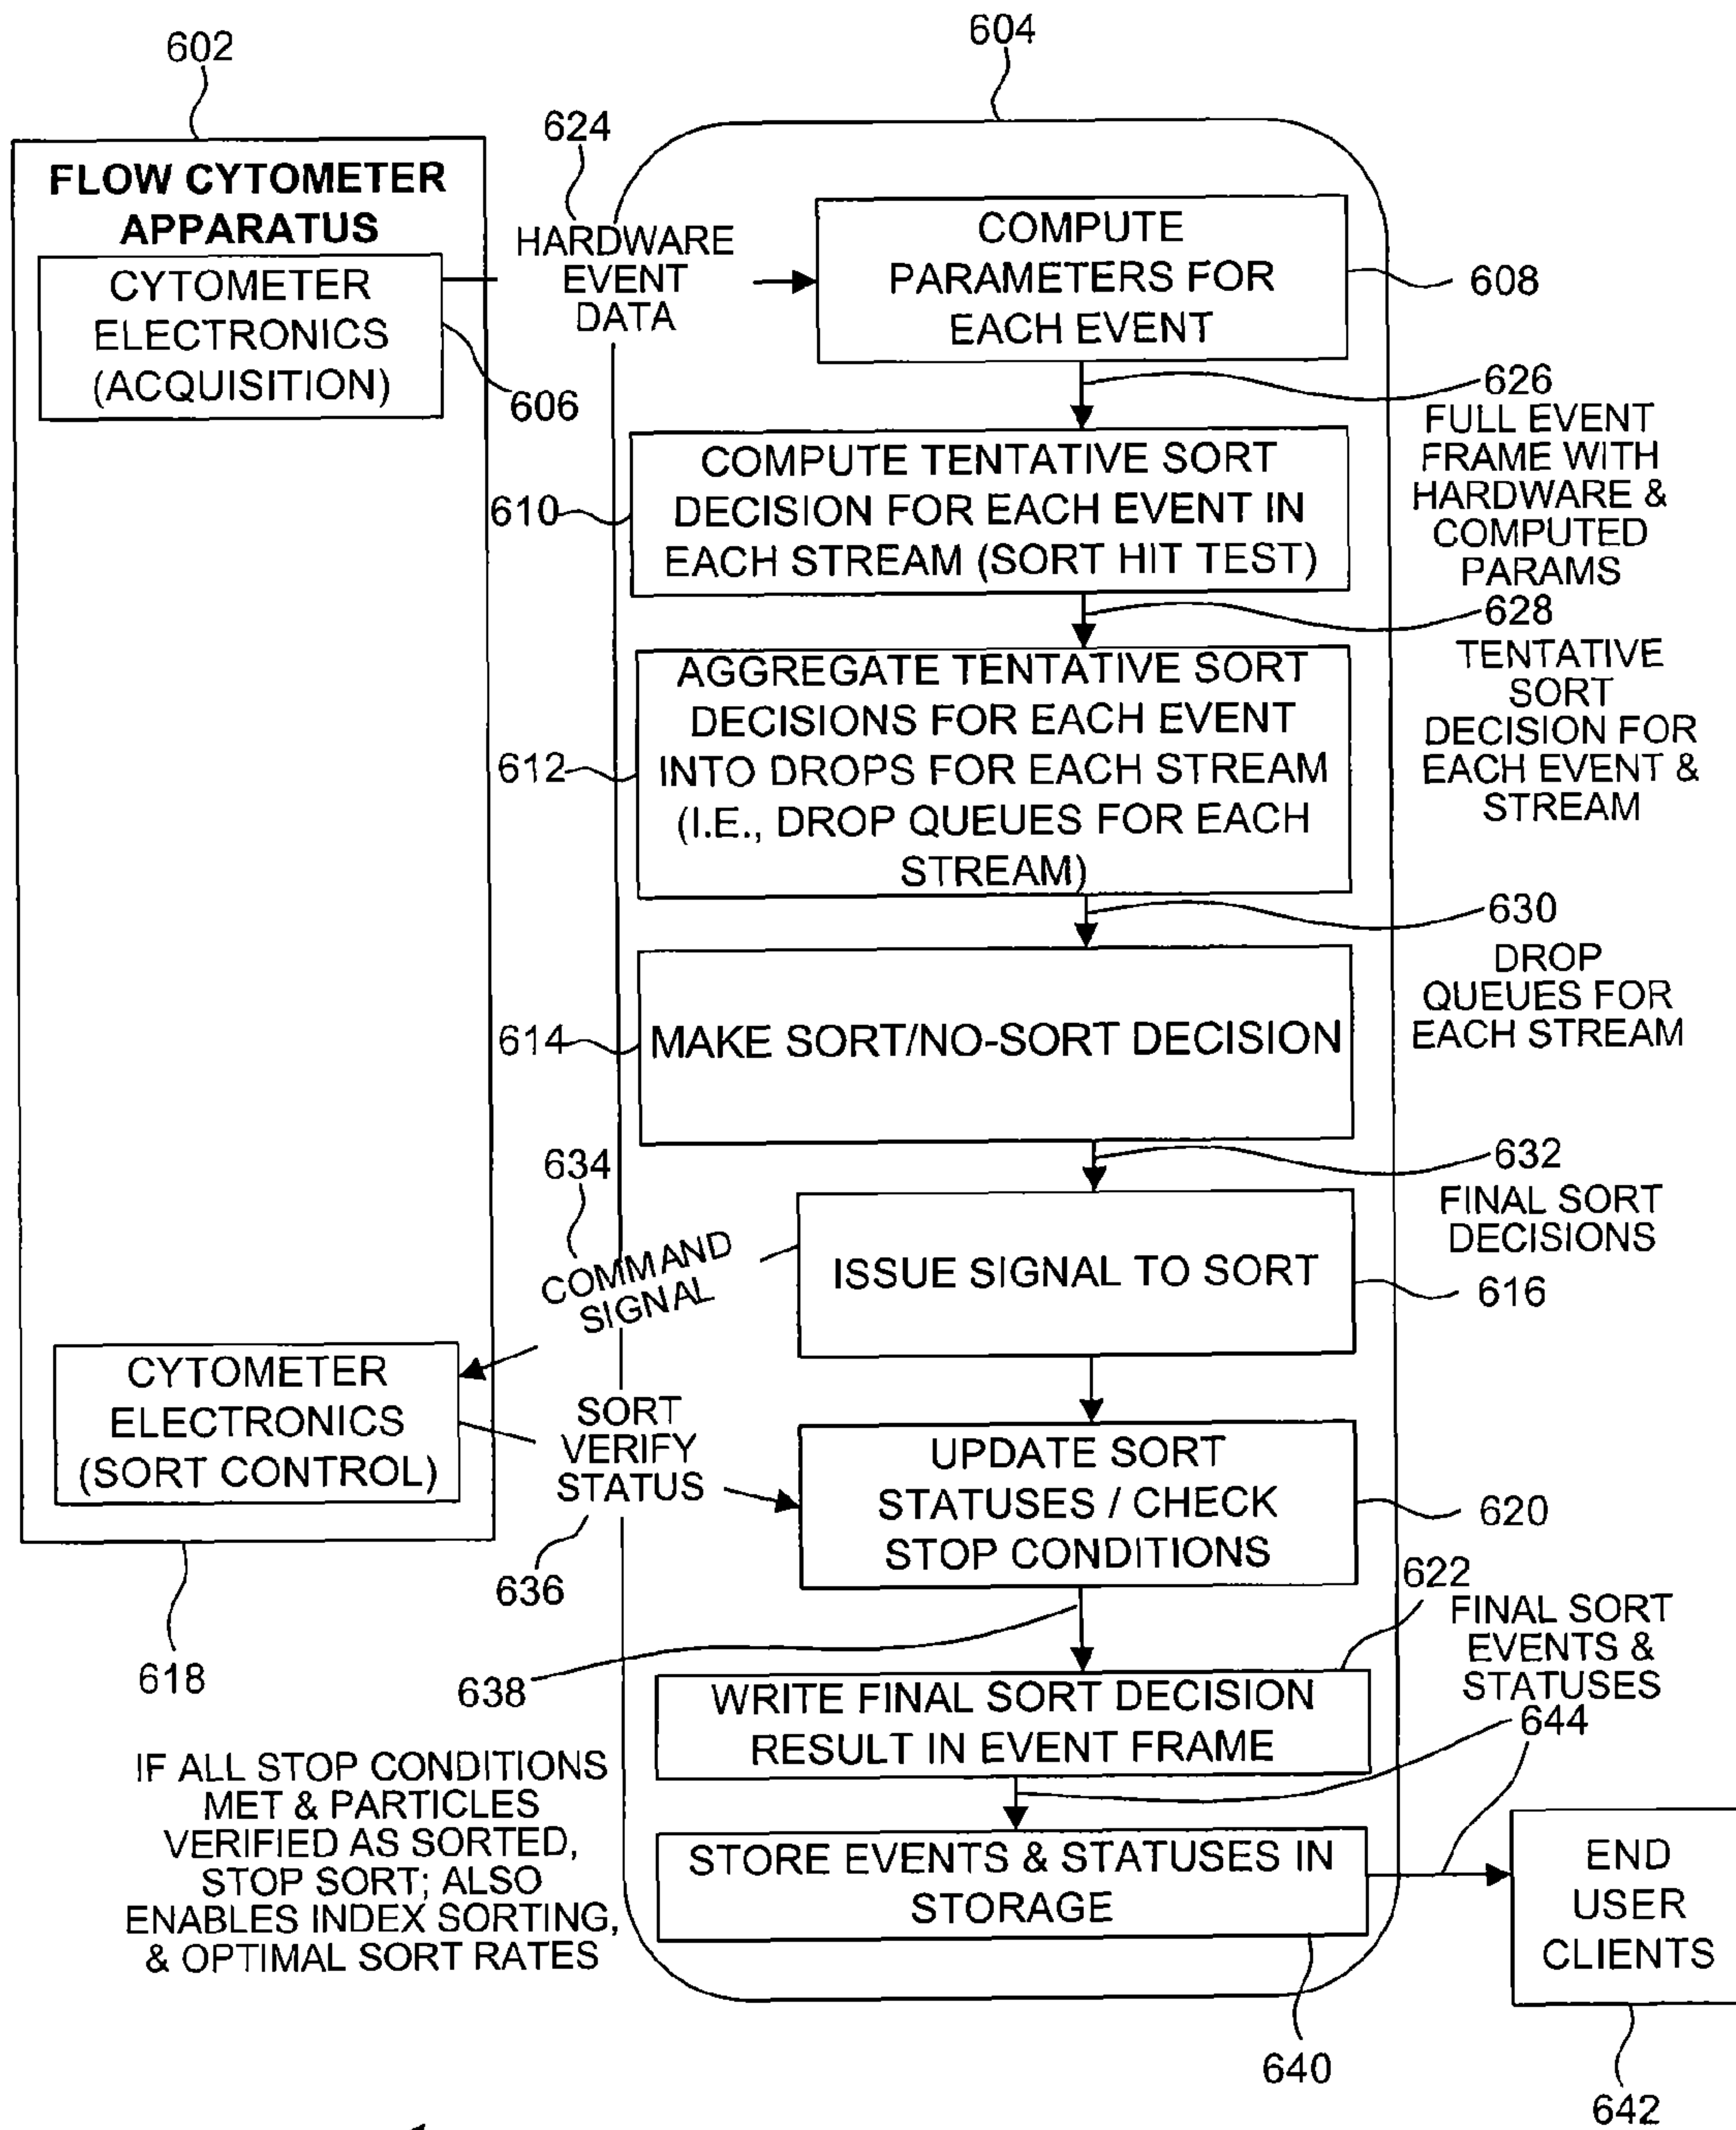 602
604
624
FLOW CYTOMETER
APPARATUS
CYTOMETER
ELECTRONICS
(ACQUISITION)
606
HARDWARE
EVENT
DATA
COMPUTE
PARAMETERS FOR
EACH EVENT
608
626
FULL EVENT
FRAME WITH
HARDWARE &
COMPUTED
PARAMS
COMPUTE TENTATIVE SORT
DECISION FOR EACH EVENT IN
EACH STREAM (SORT HIT TEST)
610
628
TENTATIVE
SORT
DECISION FOR
EACH EVENT &
STREAM
AGGREGATE TENTATIVE SORT
DECISIONS FOR EACH EVENT
INTO DROPS FOR EACH STREAM
(I.E., DROP QUEUES FOR EACH
STREAM)
612
630
DROP
QUEUES FOR
EACH STREAM
614
MAKE SORT/NO-SORT DECISION
632
FINAL SORT
DECISIONS
634
COMMAND
SIGNAL
ISSUE SIGNAL TO SORT
616
CYTOMETER
ELECTRONICS
(SORT CONTROL)
618
SORT
VERIFY
STATUS
636
UPDATE SORT
STATUSES / CHECK
STOP CONDITIONS
620
622
FINAL SORT
EVENTS &
STATUSES
644
638
WRITE FINAL SORT DECISION
RESULT IN EVENT FRAME
IF ALL STOP CONDITIONS
MET & PARTICLES
VERIFIED AS SORTED,
STOP SORT; ALSO
ENABLES INDEX SORTING,
& OPTIMAL SORT RATES
STORE EVENTS & STATUSES IN
STORAGE
640
END
USER
CLIENTS
642